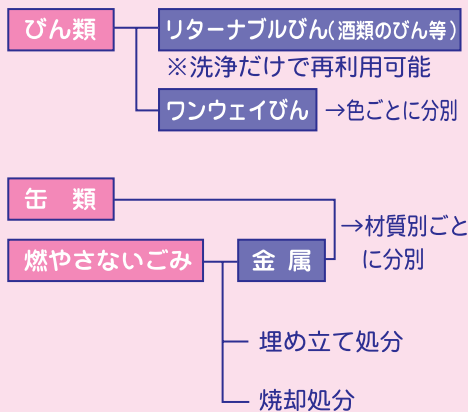 びん類
リターナブルびん（酒類のびん等）
※洗浄だけで再利用可能
ワンウェイびん
→色ごとに分別
缶　類
→材質別ごと
に分別
燃やさないごみ
金 属
埋め立て処分
焼却処分